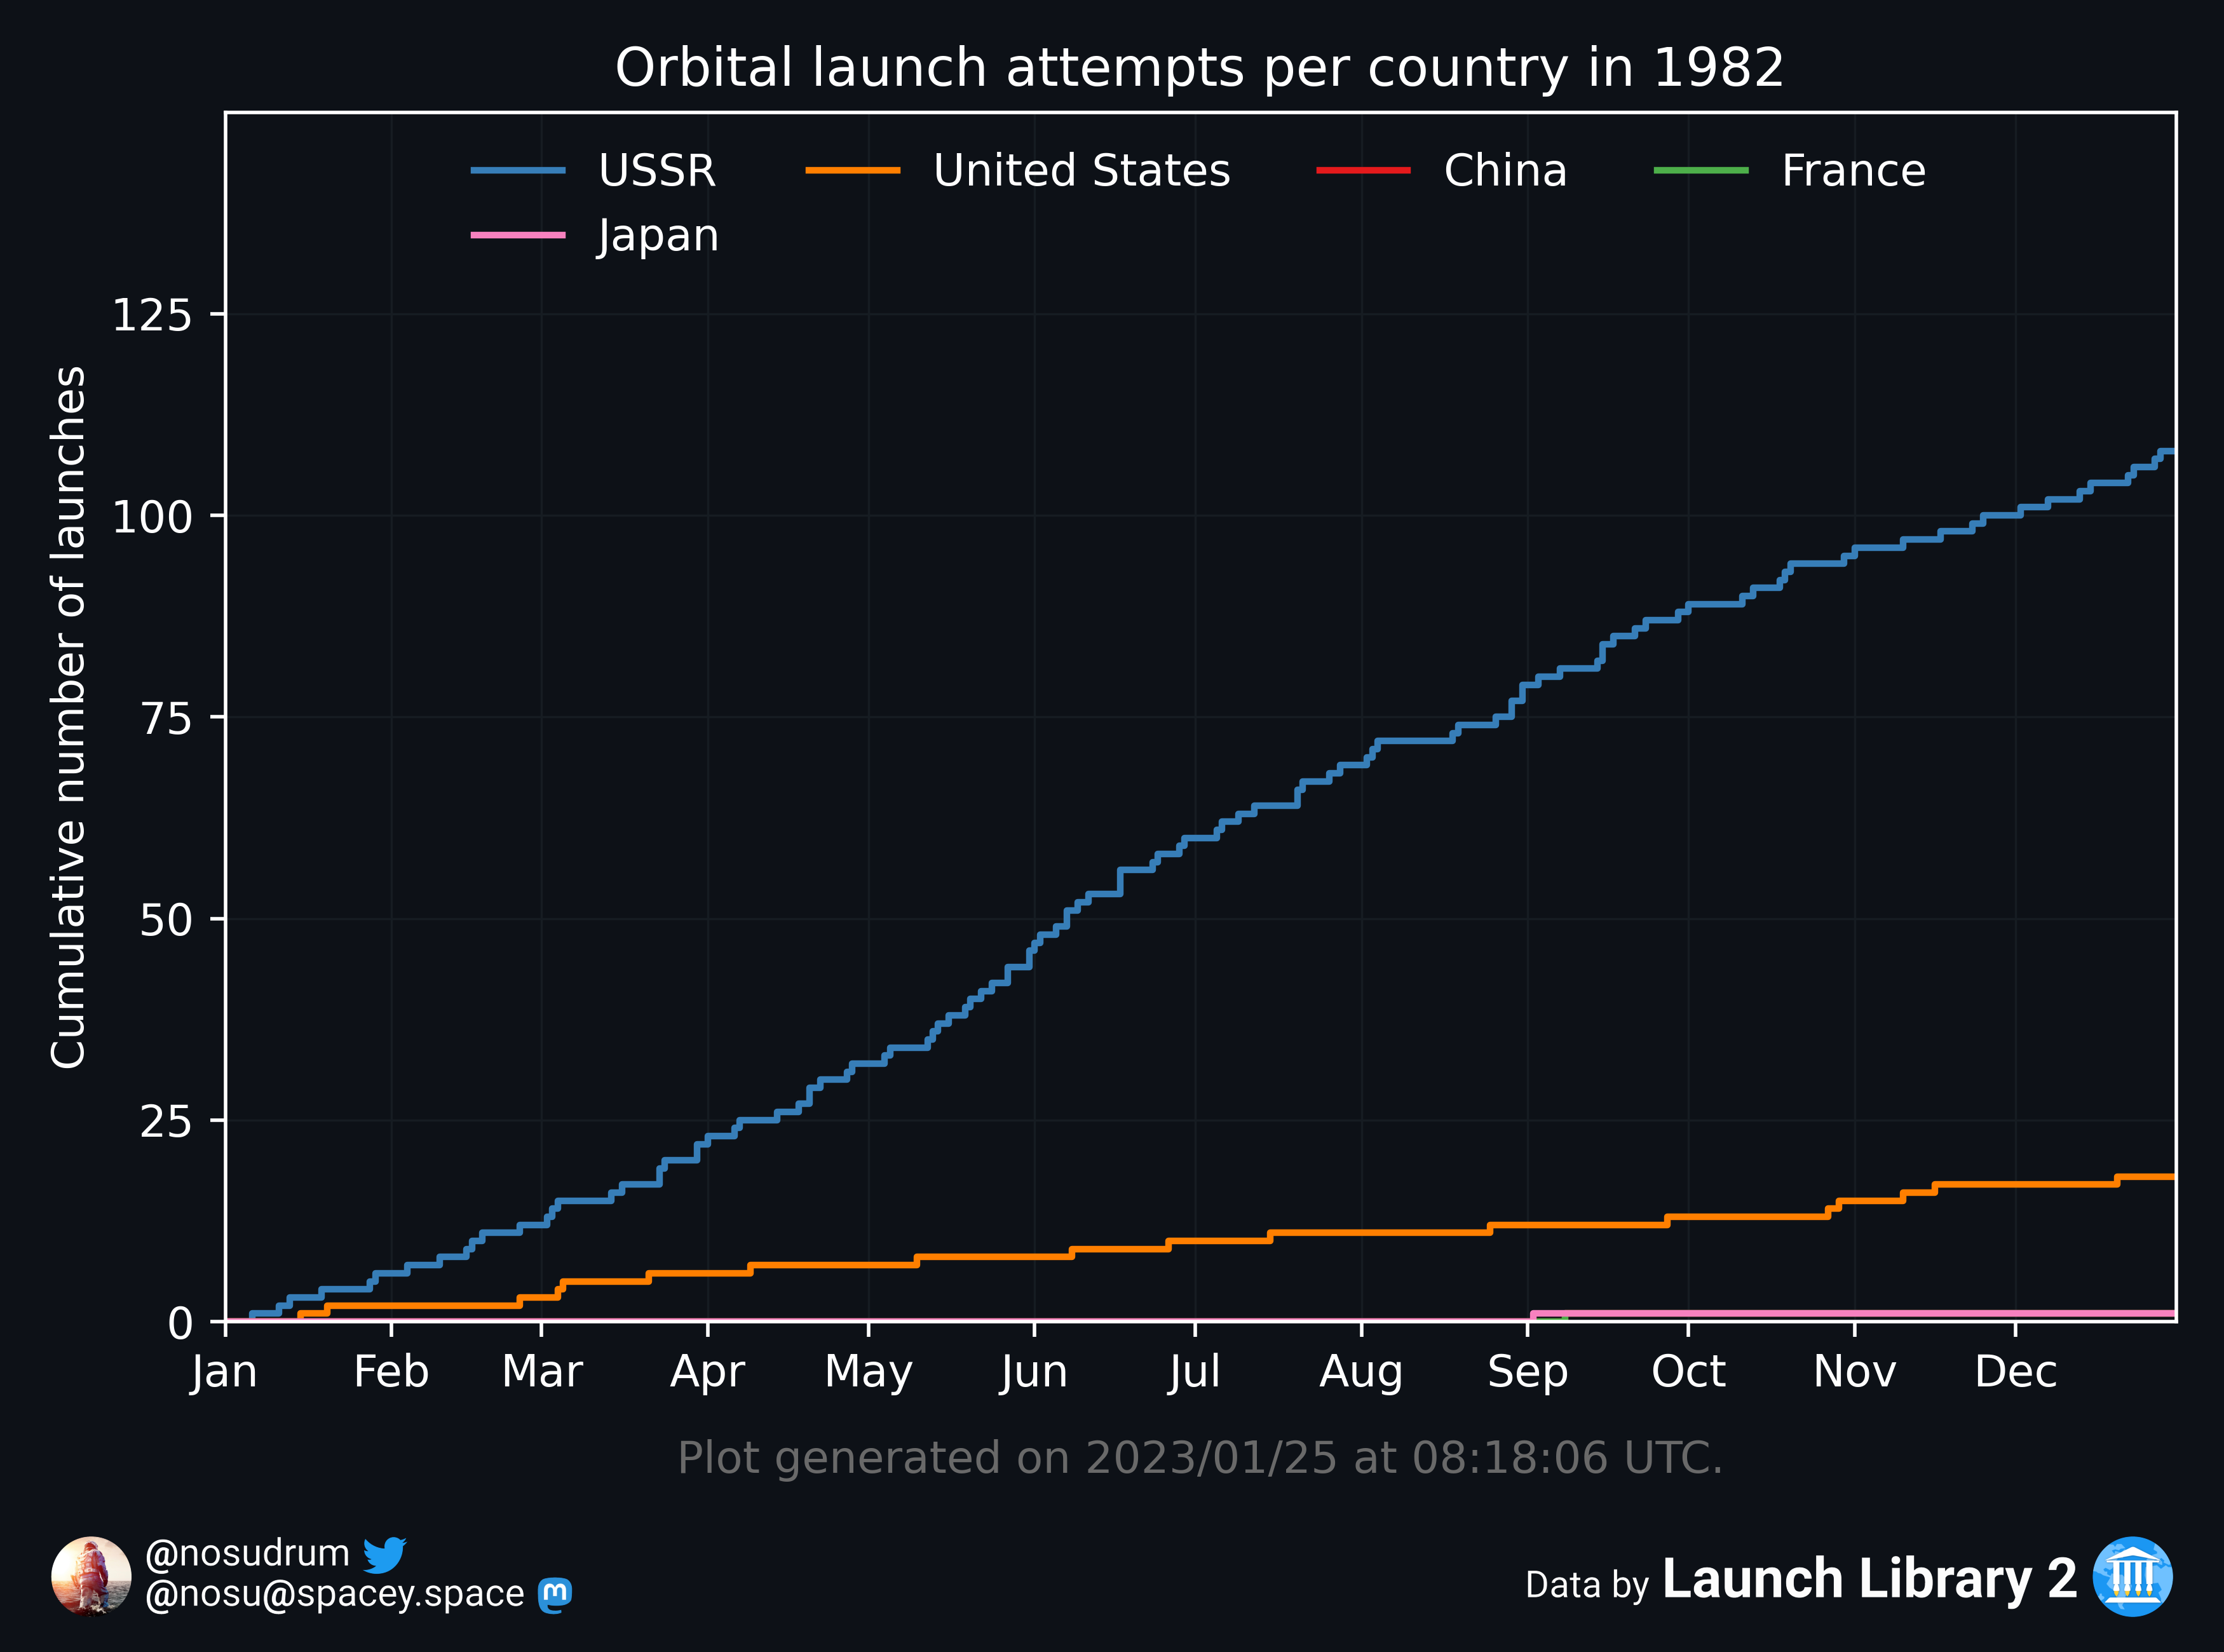 Orbital launch attempts per country in 1982
USSR United States China France
Japan
Cumulative number of launches
125
100
75
50
25
0
Jan Feb Mar Apr May Jun Jul Aug Sep Oct Nov Dec
Plot generated on 2023/01/25 at 08:18:06 UTC.
@nosudrum
@nosu@spacey.space
Data by Launch Library 2